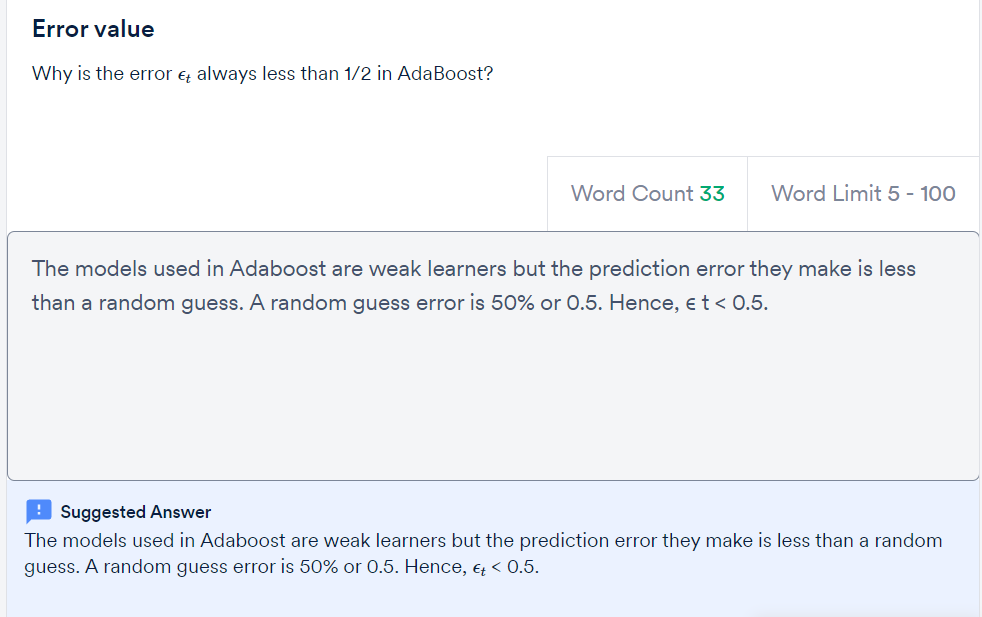 Error value
Why is the error ϵt always less than 1/2 in AdaBoost?
Word Count 33
Word Limit 5 - 100
The models used in Adaboost are weak learners but the prediction error they make is less
than a random guess. A random guess error is 50% or 0.5. Hence, ϵ t < 0.5.
Suggested Answer
The models used in Adaboost are weak learners but the prediction error they make is less than a random
guess. A random guess error is 50% or 0.5. Hence, ϵt < 0.5.